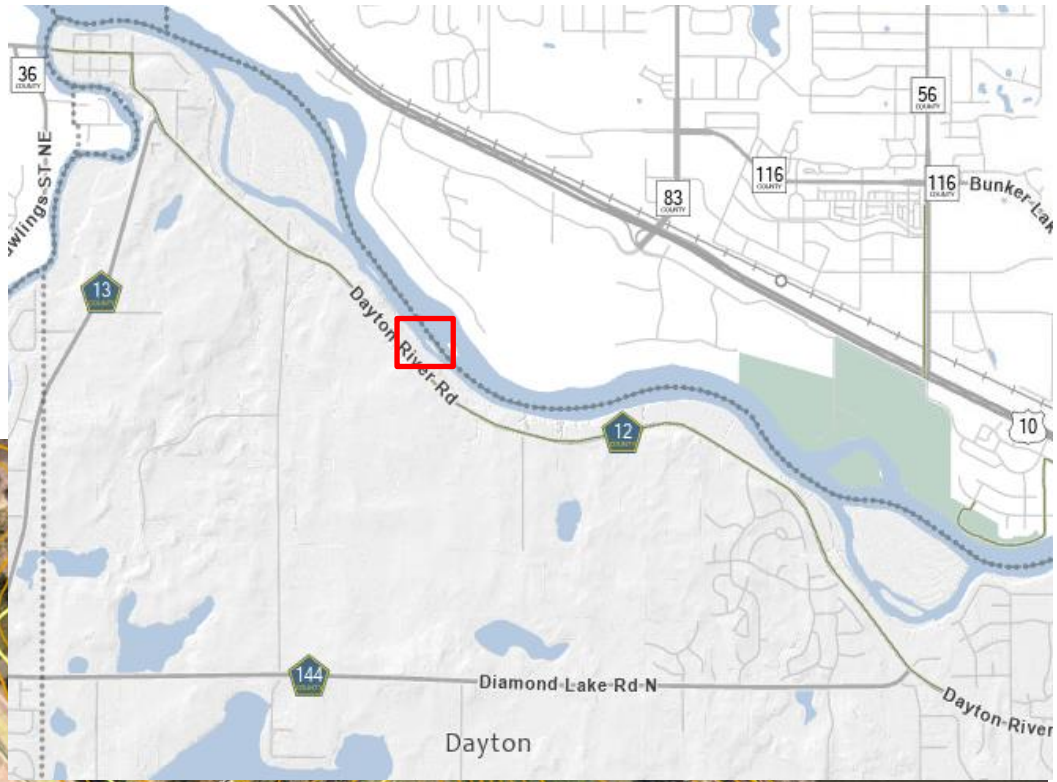 36
COUNTY
56
COUNTY
116
COUNTY
116
COUNTY
Bunker-Lak
83
COUNTY
wlings-ST-NE
13
COUNTY
Dayton-River-Rd
12
COUNTY
10
144
COUNTY
Diamond Lake Rd N
Dayton-River
Dayton